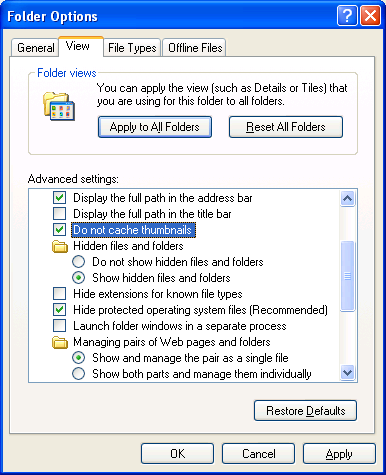 Folder Options
General
View
File Types
Offline Files
Folder views
You can apply the view (such as Details or Tiles) that
you are using for this folder to all folders.
Apply to All Folders
Reset All Folders
Advanced settings:
Display the full path in the address bar
Display the full path in the title bar
Do not cache thumbnails
Hidden files and folders
Do not show hidden files and folders
Show hidden files and folders
Hide extensions for known file types
Hide protected operating system files (Recommended)
Launch folder windows in a separate process
Managing pairs of Web pages and folders
Show and manage the pair as a single file
Show both parts and manage them individually
Restore Defaults
OK
Cancel
Apply